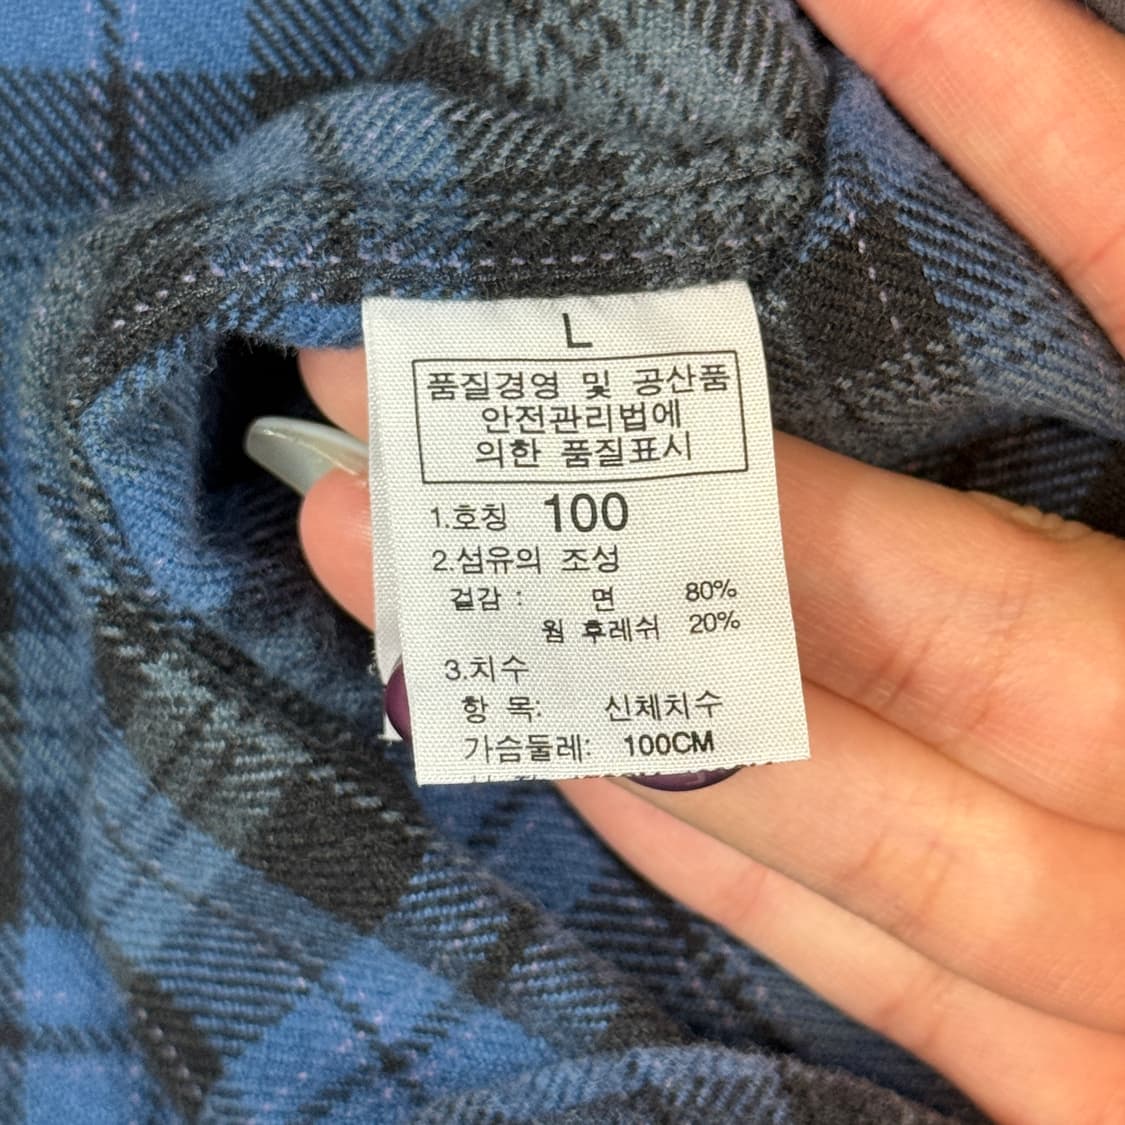 L
품질경영 및 공산품
안전관리법에
의한 품질표시
1.호칭 100
2.섬유의 조성
겉감 : 면 80%
웜 후레쉬 20%
3.치수
항 목: 신체치수
가슴둘레: 100CM